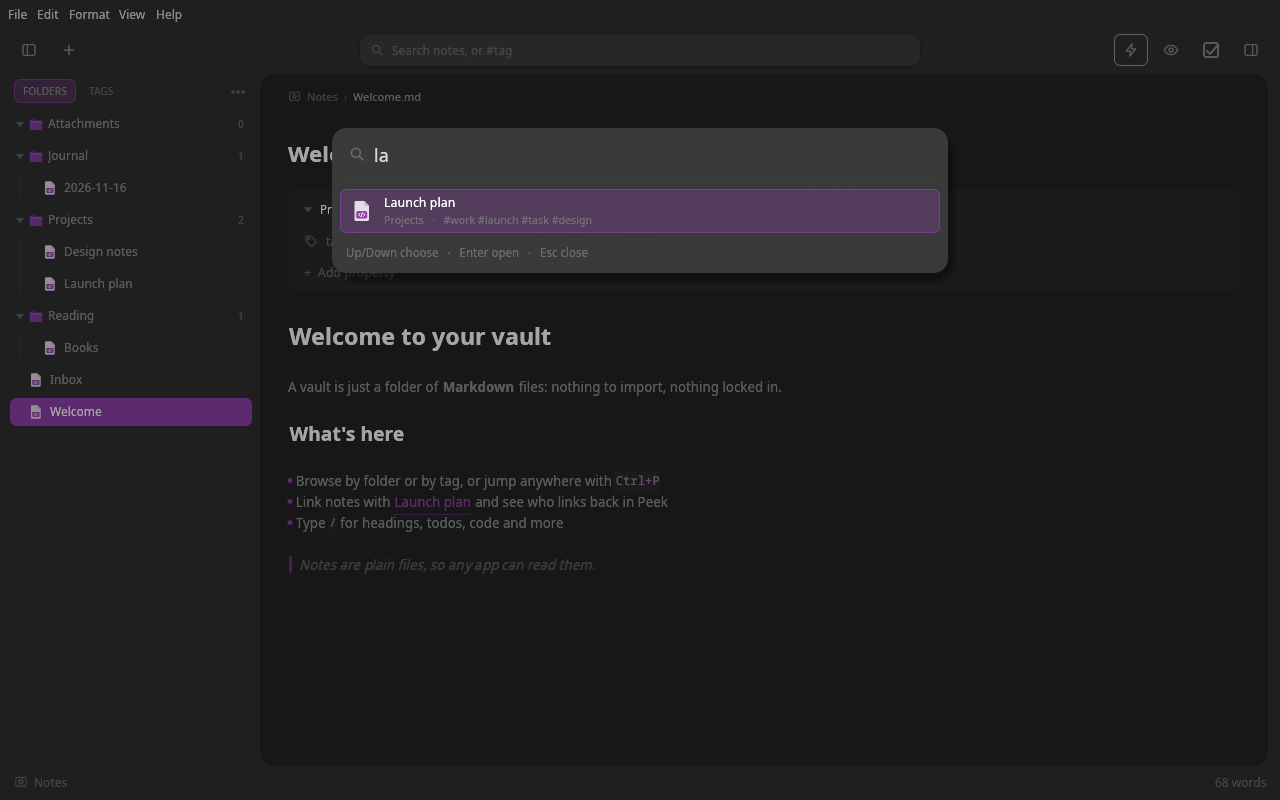 File Edit Format View Help
Search notes, or #tag
FOLDERS TAGS
Attachments 0
Journal 1
2026-11-16
Projects 2
Design notes
Launch plan
Reading 1
Books
Inbox
Welcome
Notes › Welcome.md
la
Launch plan
Projects · #work #launch #task #design
Up/Down choose · Enter open · Esc close
+ Add property
Welcome to your vault
A vault is just a folder of Markdown files: nothing to import, nothing locked in.
What's here
• Browse by folder or by tag, or jump anywhere with Ctrl+P
• Link notes with Launch plan and see who links back in Peek
• Type / for headings, todos, code and more
Notes are plain files, so any app can read them.
Notes
68 words